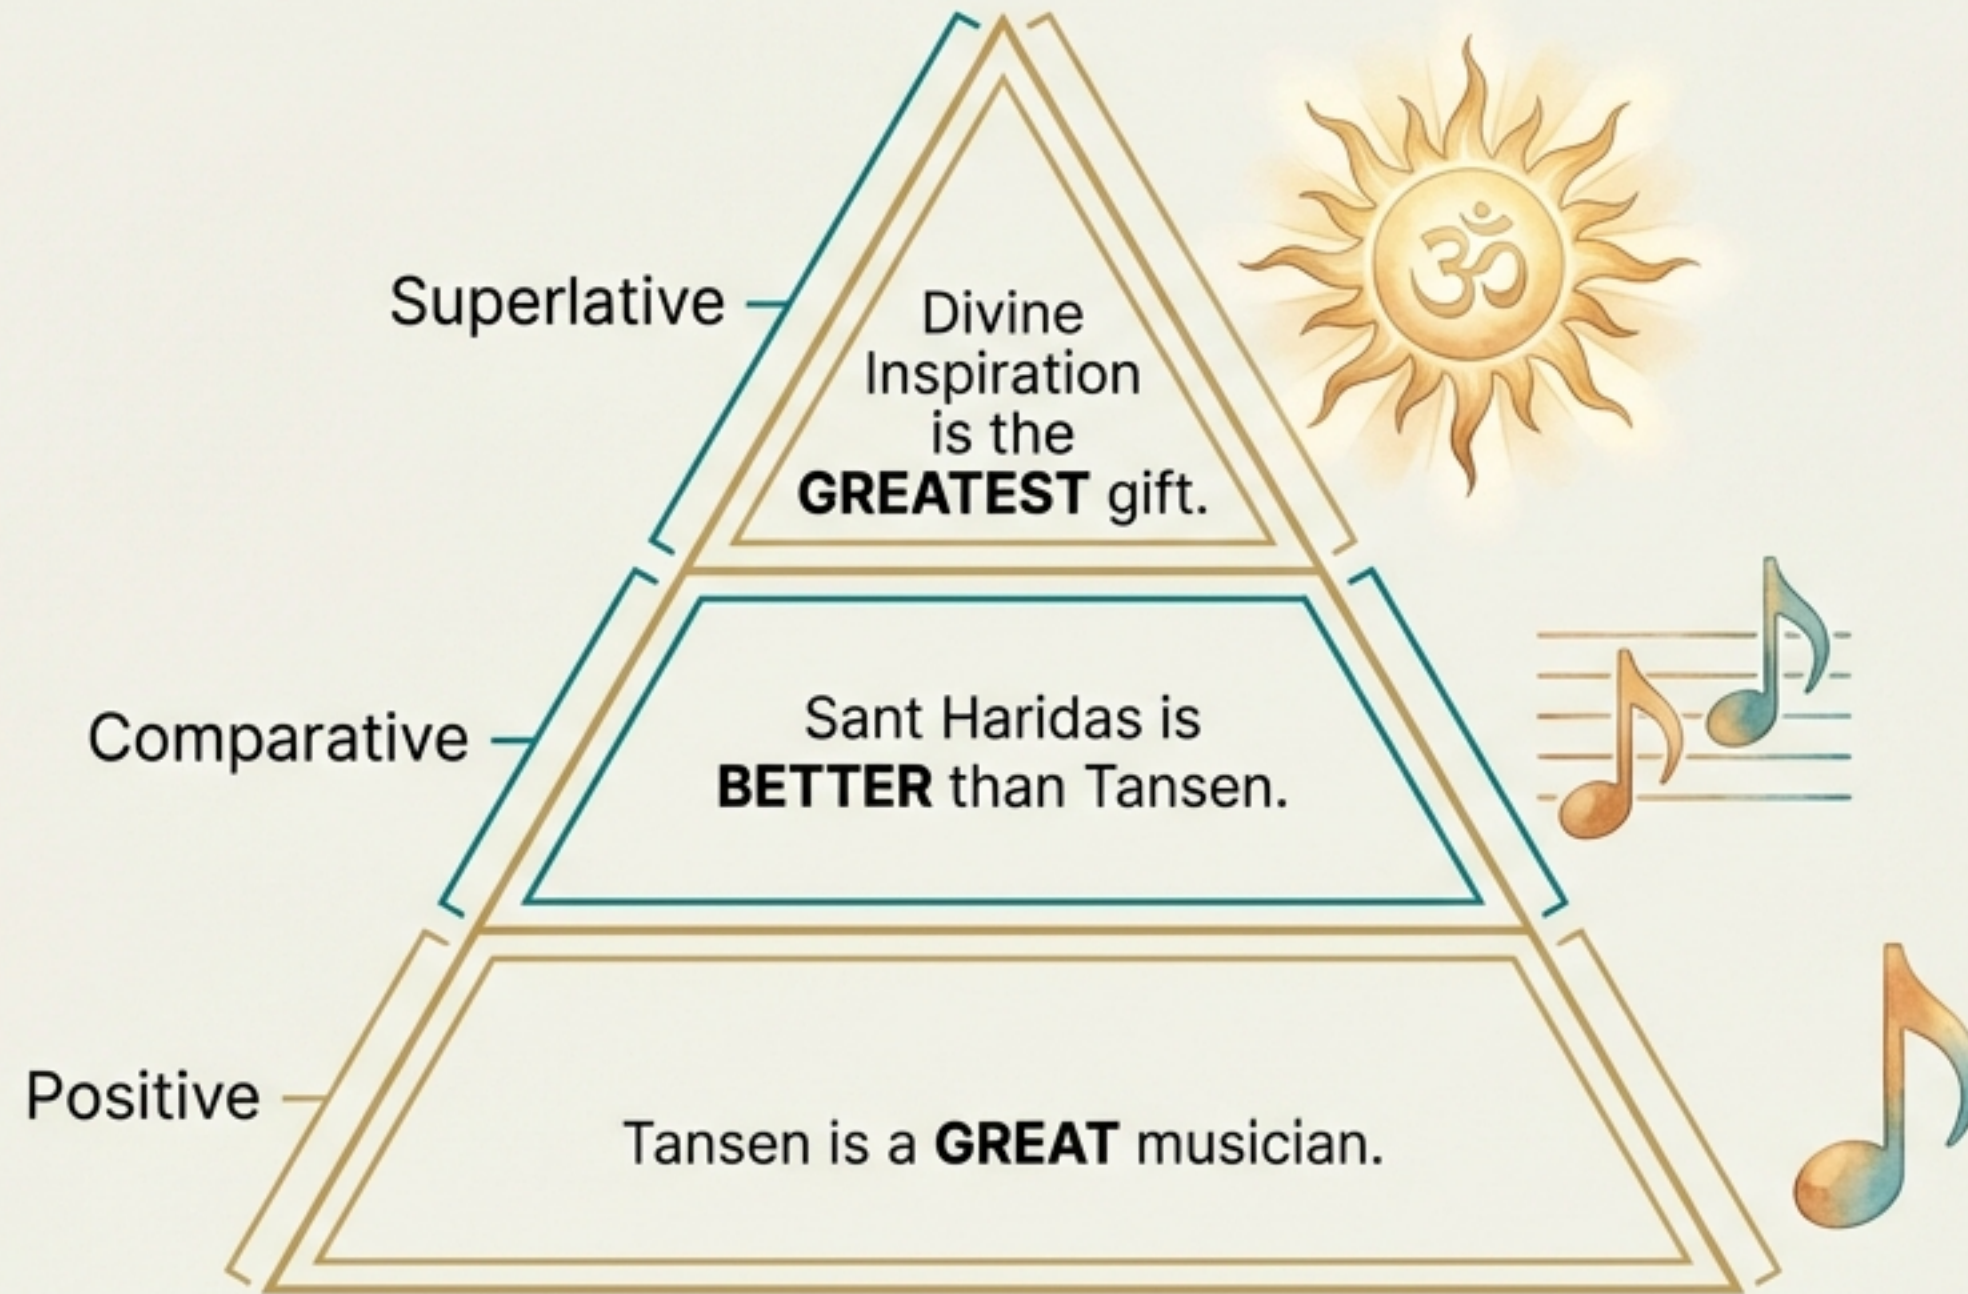 Superlative
Divine
Inspiration
is the
GREATEST gift.
ॐ
Comparative
Sant Haridas is
BETTER than Tansen.
Positive
Tansen is a GREAT musician.